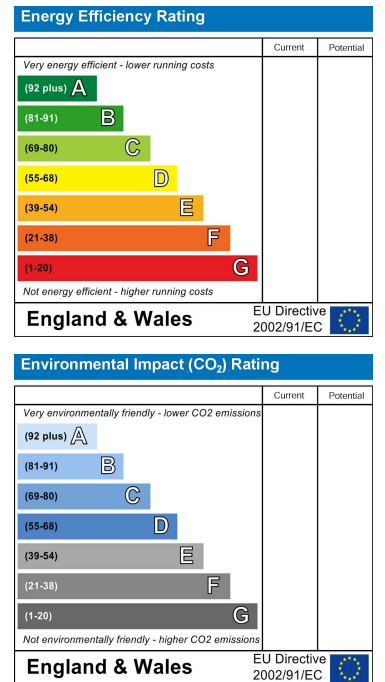 Energy Efficiency Rating
Current Potential
Very energy efficient - lower running costs
(92 plus) A
(81-91) B
(69-80) C
(55-68) D
(39-54) E
(21-38) F
(1-20) G
Not energy efficient - higher running costs
England & Wales
EU Directive
2002/91/EC
Environmental Impact (CO₂) Rating
Current Potential
Very environmentally friendly - lower CO2 emissions
(92 plus) A
(81-91) B
(69-80) C
(55-68) D
(39-54) E
(21-38) F
(1-20) G
Not environmentally friendly - higher CO2 emissions
England & Wales
EU Directive
2002/91/EC